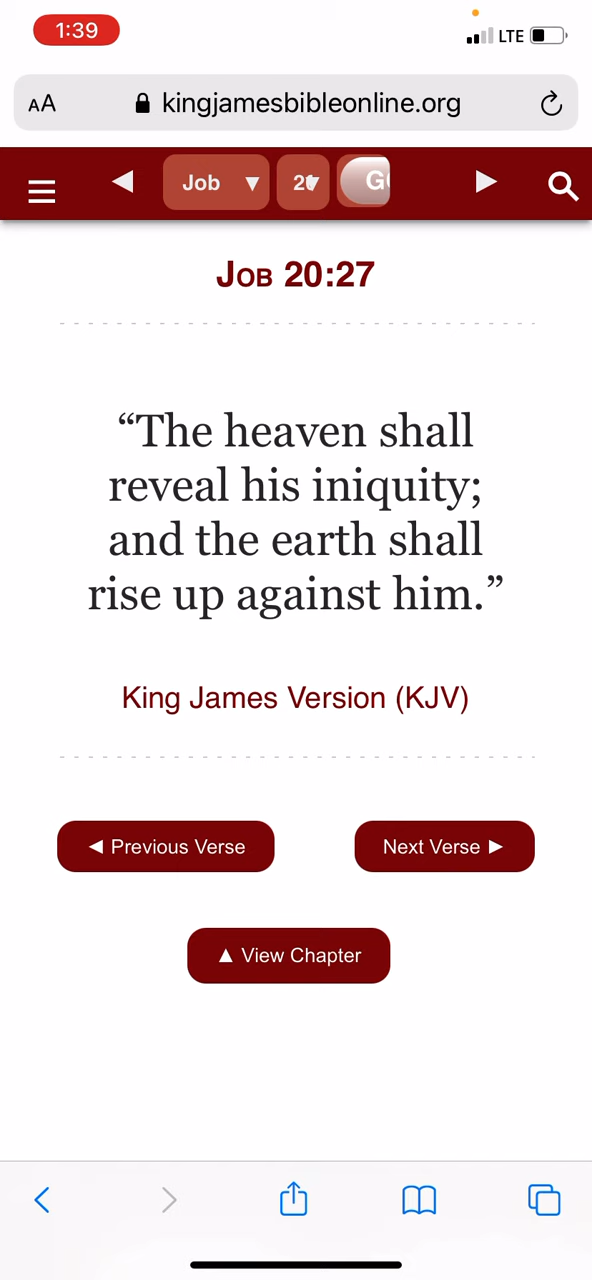 1:39
LTE
AA
kingjamesbibleonline.org
Job
Job 20:27
“The heaven shall
reveal his iniquity;
and the earth shall
rise up against him.”
King James Version (KJV)
◄ Previous Verse
Next Verse ►
▲ View Chapter